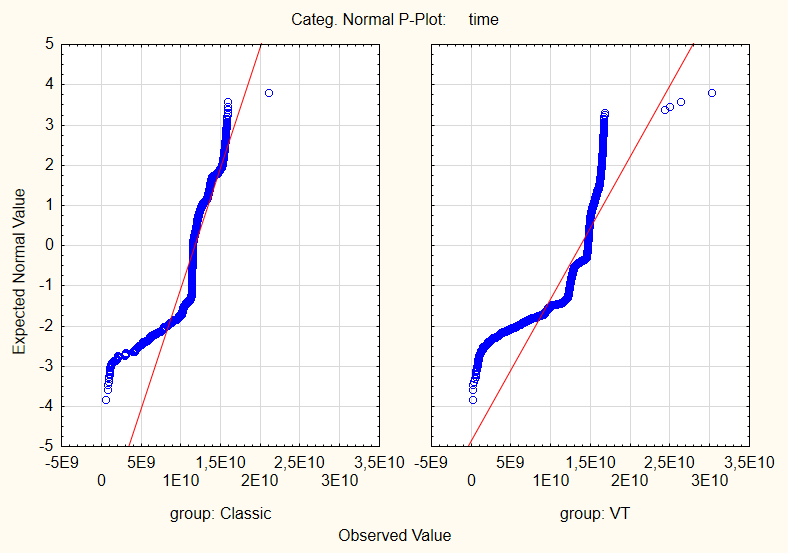 Categ. Normal P-Plot: time
5
4
3
2
1
0
-1
-2
-3
-4
-5
Expected Normal Value
-5E9 5E9 1,5E10 2,5E10 3,5E10
0 1E10 2E10 3E10
group: Classic
-5E9 5E9 1,5E10 2,5E10 3,5E10
0 1E10 2E10 3E10
group: VT
Observed Value